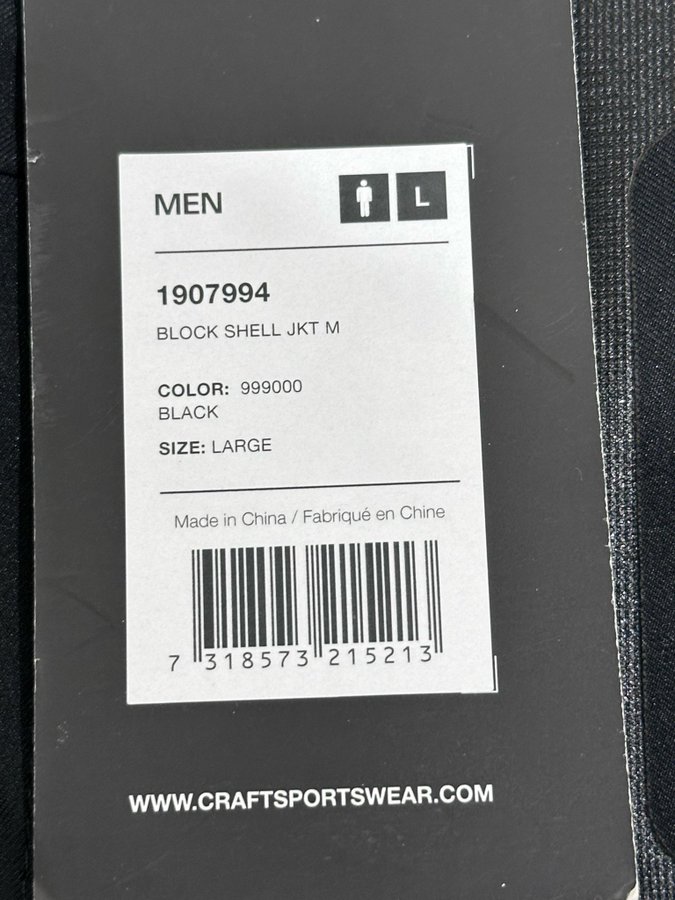 MEN
L
1907994
BLOCK SHELL JKT M
COLOR: 999000
BLACK
SIZE: LARGE
Made in China / Fabriqué en Chine
7 318573 215213
WWW.CRAFTSPORTSWEAR.COM